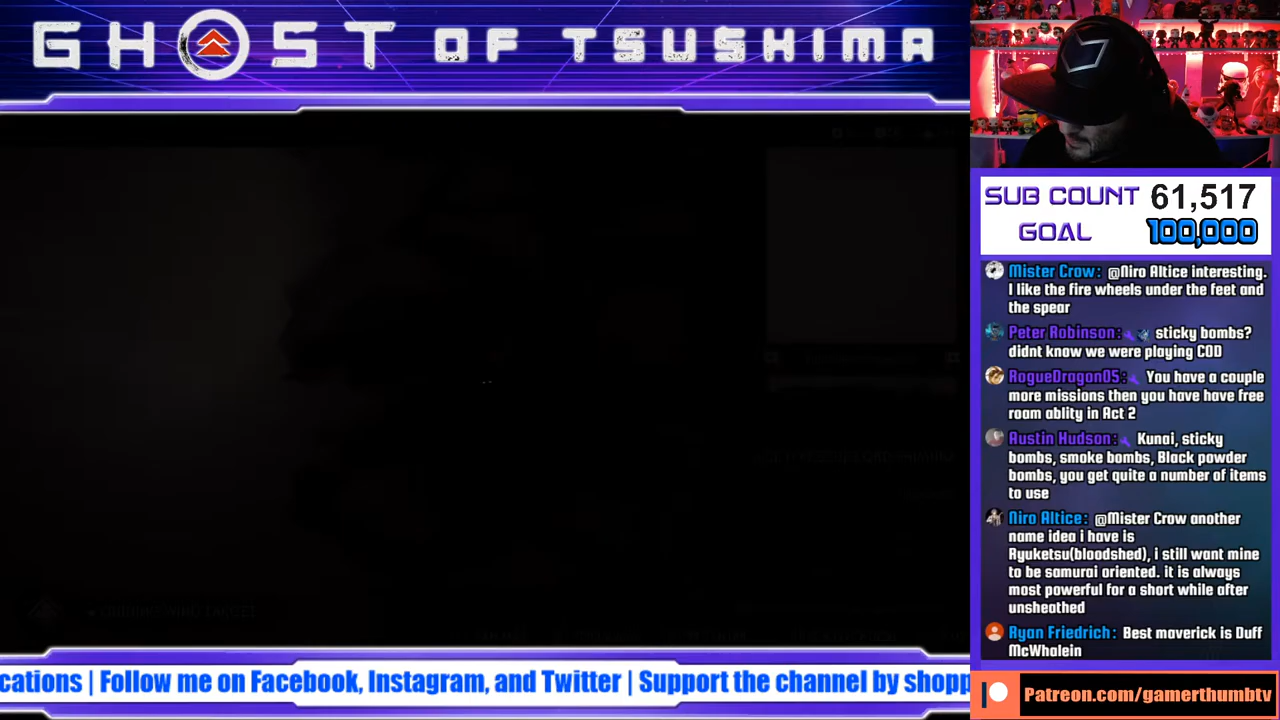 GHOST OF TSUSHIMA
SUB COUNT 61,517
GOAL 100,000
Mister Crow: @Niro Altice interesting.
I like the fire wheels under the feet and
the spear
Peter Robinson: sticky bombs?
didnt know we were playing COD
RogueDragon05: You have a couple
more missions then you have have free
roam ablity in Act 2
Austin Hudson: Kunai, sticky
bombs, smoke bombs, Black powder
bombs, you get quite a number of items
to use
Niro Altice: @Mister Crow another
name idea i have is
Ryuketsu(bloodshed), i still want mine
to be samurai oriented. it is always
most powerful for a short while after
unsheathed
Ryan Friedrich: Best maverick is Duff
McWhalein
cations | Follow me on Facebook, Instagram, and Twitter | Support the channel by shopp
Patreon.com/gamerthumbtv